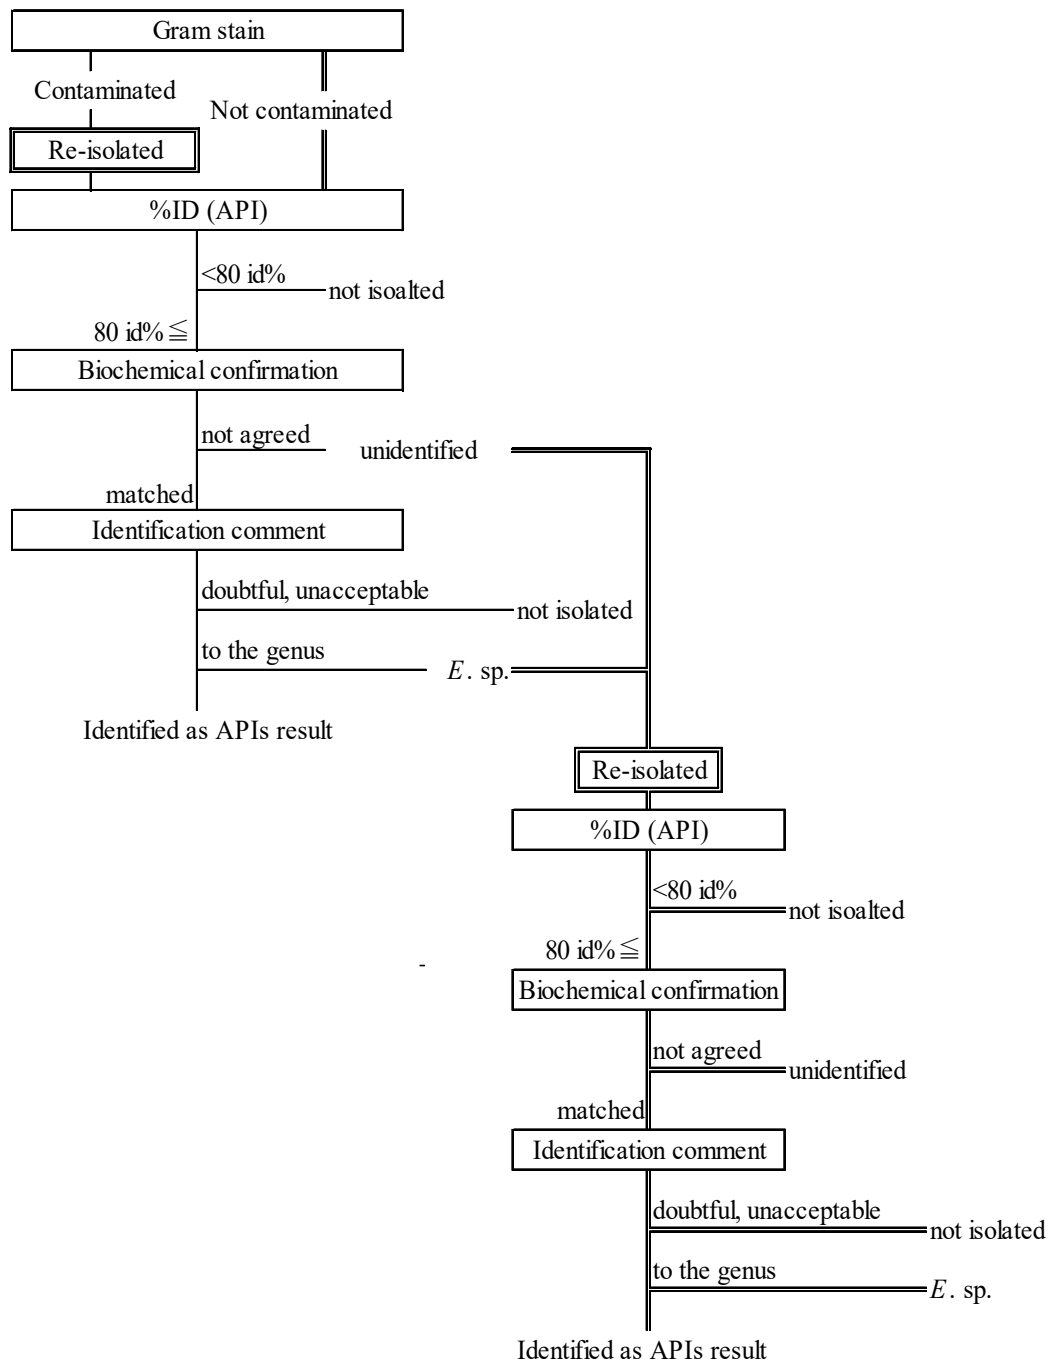 Gram stain
Contaminated
Not contaminated
Re-isolated
%ID (API)
<80 id%
not isoalted
80 id%≦
Biochemical confirmation
not agreed
unidentified
matched
Identification comment
doubtful, unacceptable
not isolated
to the genus
E. sp.
Identified as APIs result
Re-isolated
%ID (API)
<80 id%
not isoalted
80 id%≦
-
Biochemical confirmation
not agreed
unidentified
matched
Identification comment
doubtful, unacceptable
not isolated
to the genus
E. sp.
Identified as APIs result